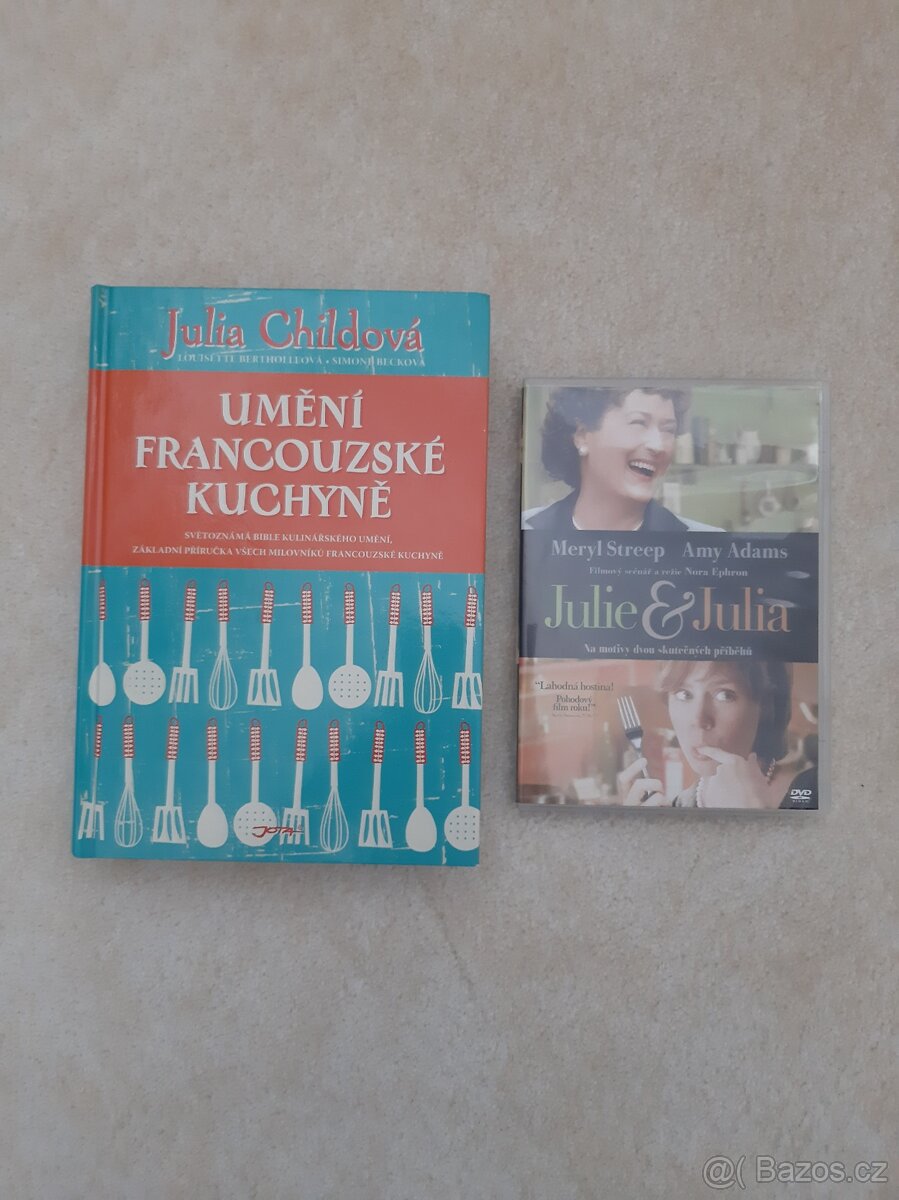 Julia Childová
LOUISETTE BERTHOLLEOVÁ • SIMONE BECKOVÁ
UMĚNÍ
FRANCOUZSKÉ
KUCHYNĚ
SVĚTOZNÁMÁ BIBLE KULINÁŘSKÉHO UMĚNÍ,
ZÁKLADNÍ PŘÍRUČKA VŠECH MILOVNÍKŮ FRANCOUZSKÉ KUCHYNĚ
JOTA
Meryl Streep Amy Adams
Filmový scénář a režie Nora Ephron
Julie & Julia
Na motivy dvou skutečných příběhů
“Lahodná hostina!
Pohodový
film roku!”
DVD
VIDEO
@( Bazos.cz